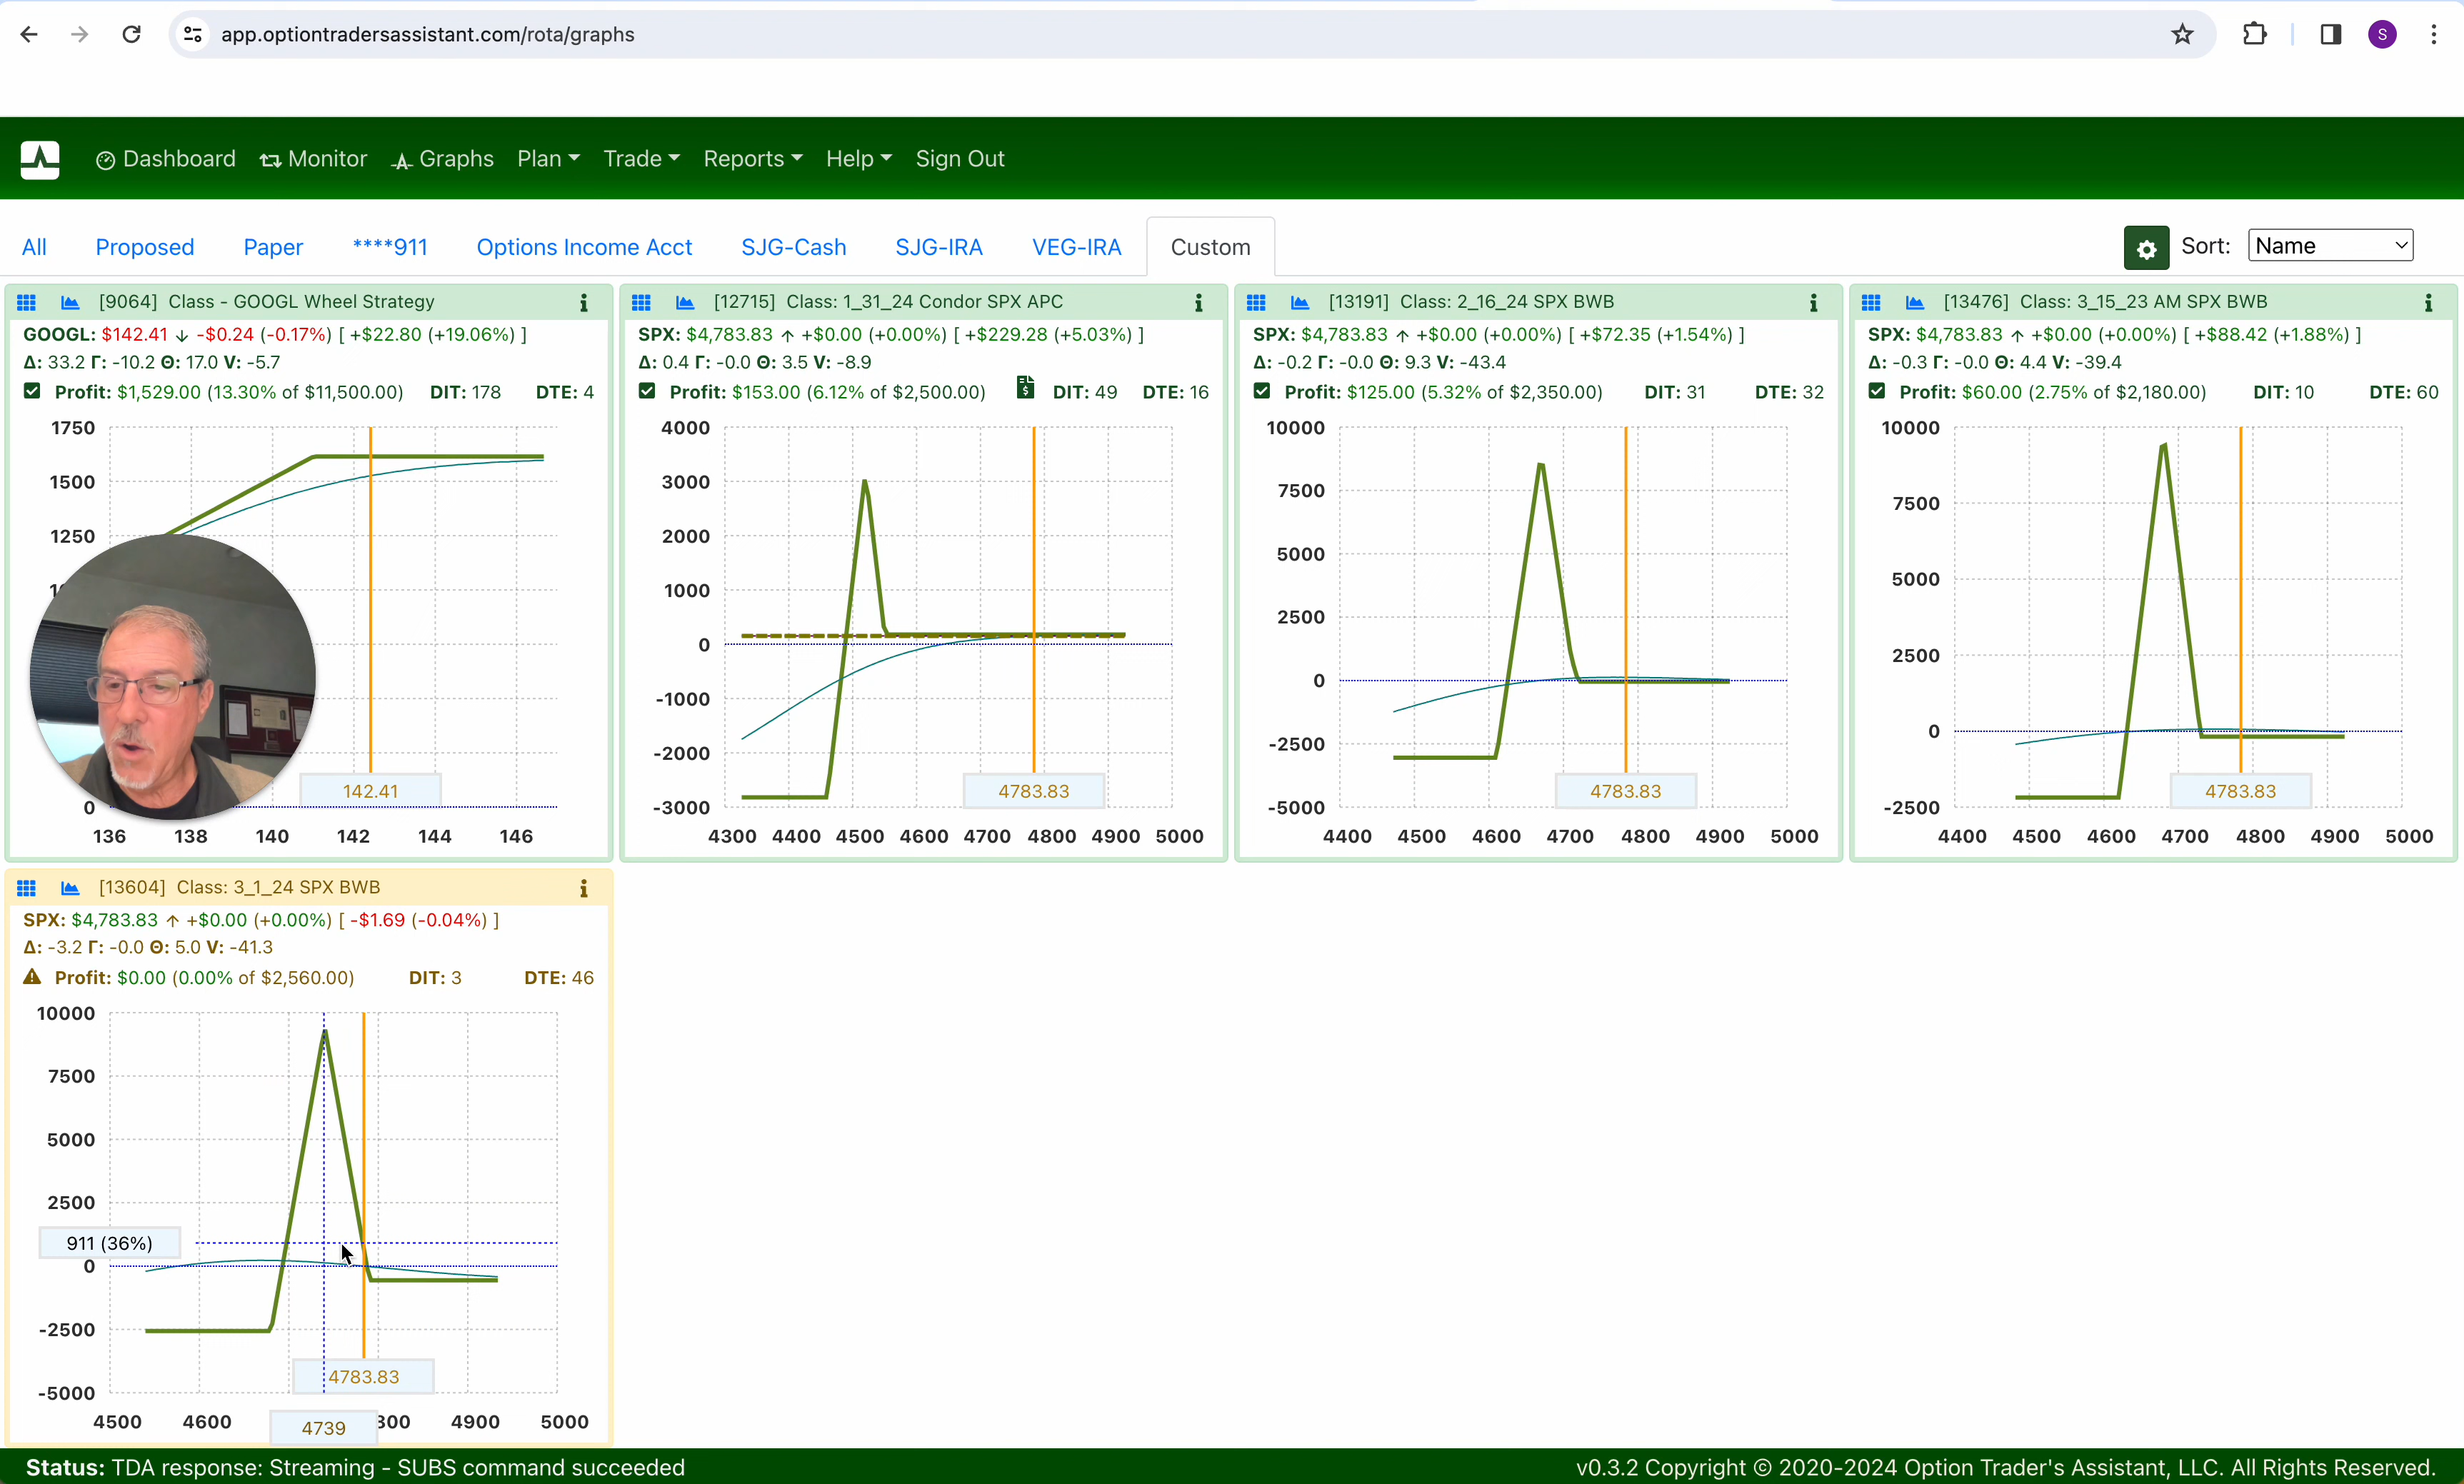 app.optiontradersassistant.com/rota/graphs
S
Dashboard Monitor Graphs Plan Trade Reports Help Sign Out
All Proposed Paper ****911 Options Income Acct SJG-Cash SJG-IRA VEG-IRA Custom Sort: Name
[9064] Class - GOOGL Wheel Strategy
GOOGL: $142.41 ↓ -$0.24 (-0.17%) [ +$22.80 (+19.06%) ]
Δ: 33.2 Γ: -10.2 Θ: 17.0 V: -5.7
Profit: $1,529.00 (13.30% of $11,500.00) DIT: 178 DTE: 4
1750
1500
1250
0
142.41
136 138 140 142 144 146
[12715] Class: 1_31_24 Condor SPX APC
SPX: $4,783.83 ↑ +$0.00 (+0.00%) [ +$229.28 (+5.03%) ]
Δ: 0.4 Γ: -0.0 Θ: 3.5 V: -8.9
Profit: $153.00 (6.12% of $2,500.00) DIT: 49 DTE: 16
4000
3000
2000
1000
0
-1000
-2000
-3000
4783.83
4300 4400 4500 4600 4700 4800 4900 5000
[13191] Class: 2_16_24 SPX BWB
SPX: $4,783.83 ↑ +$0.00 (+0.00%) [ +$72.35 (+1.54%) ]
Δ: -0.2 Γ: -0.0 Θ: 9.3 V: -43.4
Profit: $125.00 (5.32% of $2,350.00) DIT: 31 DTE: 32
10000
7500
5000
2500
0
-2500
-5000
4783.83
4400 4500 4600 4700 4800 4900 5000
[13476] Class: 3_15_23 AM SPX BWB
SPX: $4,783.83 ↑ +$0.00 (+0.00%) [ +$88.42 (+1.88%) ]
Δ: -0.3 Γ: -0.0 Θ: 4.4 V: -39.4
Profit: $60.00 (2.75% of $2,180.00) DIT: 10 DTE: 60
10000
7500
5000
2500
0
-2500
4783.83
4400 4500 4600 4700 4800 4900 5000
[13604] Class: 3_1_24 SPX BWB
SPX: $4,783.83 ↑ +$0.00 (+0.00%) [ -$1.69 (-0.04%) ]
Δ: -3.2 Γ: -0.0 Θ: 5.0 V: -41.3
Profit: $0.00 (0.00% of $2,560.00) DIT: 3 DTE: 46
10000
7500
5000
2500
911 (36%)
0
-2500
4783.83
-5000
4500 4600 4739 300 4900 5000
Status: TDA response: Streaming - SUBS command succeeded
v0.3.2 Copyright © 2020-2024 Option Trader's Assistant, LLC. All Rights Reserved.